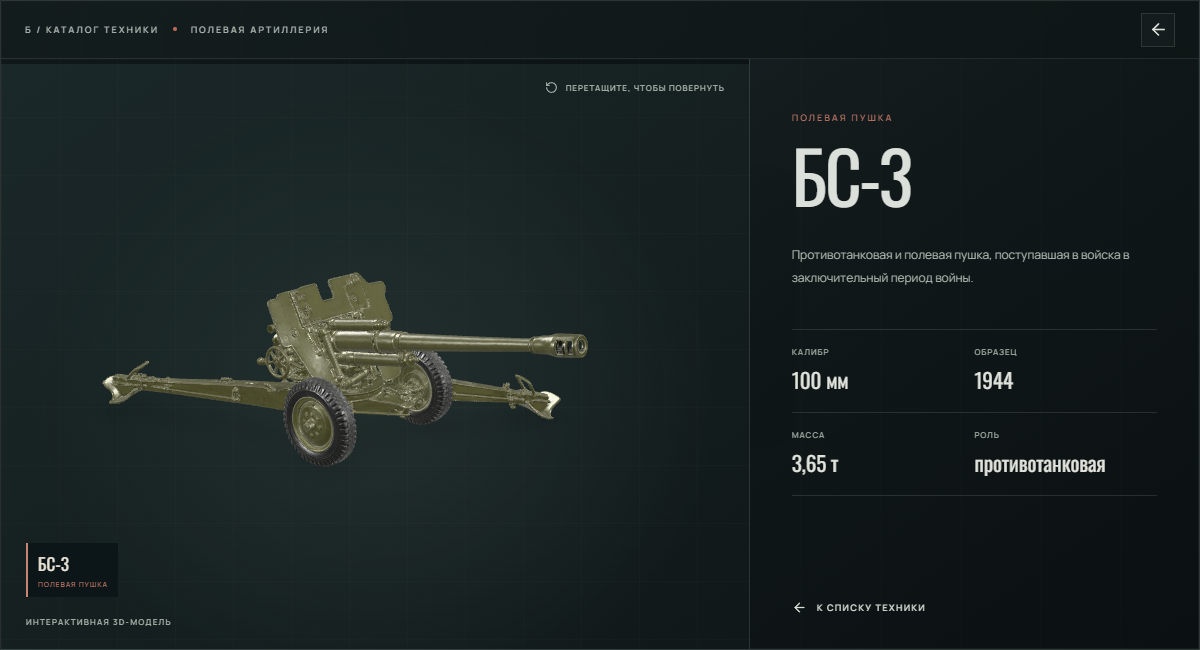 Б / КАТАЛОГ ТЕХНИКИ • ПОЛЕВАЯ АРТИЛЛЕРИЯ
ПЕРЕТАЩИТЕ, ЧТОБЫ ПОВЕРНУТЬ
БС-3
ПОЛЕВАЯ ПУШКА
ИНТЕРАКТИВНАЯ 3D-МОДЕЛЬ
ПОЛЕВАЯ ПУШКА
БС-3
Противотанковая и полевая пушка, поступавшая в войска в
заключительный период войны.
КАЛИБР
100 мм
ОБРАЗЕЦ
1944
МАССА
3,65 т
РОЛЬ
противотанковая
К СПИСКУ ТЕХНИКИ